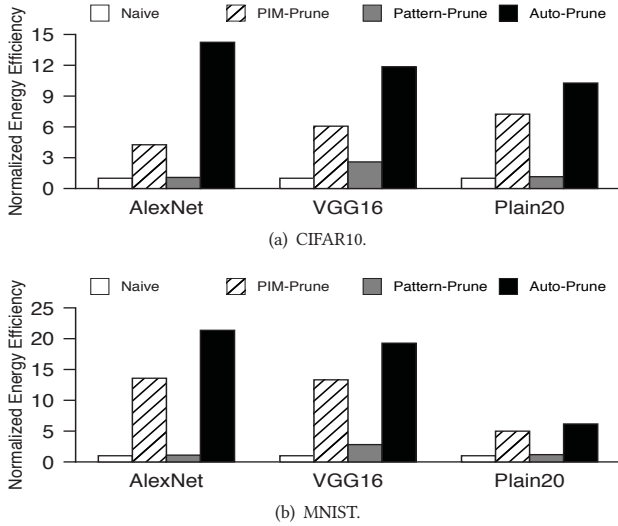 Naive PIM-Prune Pattern-Prune Auto-Prune
Normalized Energy Efficiency
15
12
9
6
3
0
AlexNet VGG16 Plain20
(a) CIFAR10.
Naive PIM-Prune Pattern-Prune Auto-Prune
Normalized Energy Efficiency
25
20
15
10
5
0
AlexNet VGG16 Plain20
(b) MNIST.